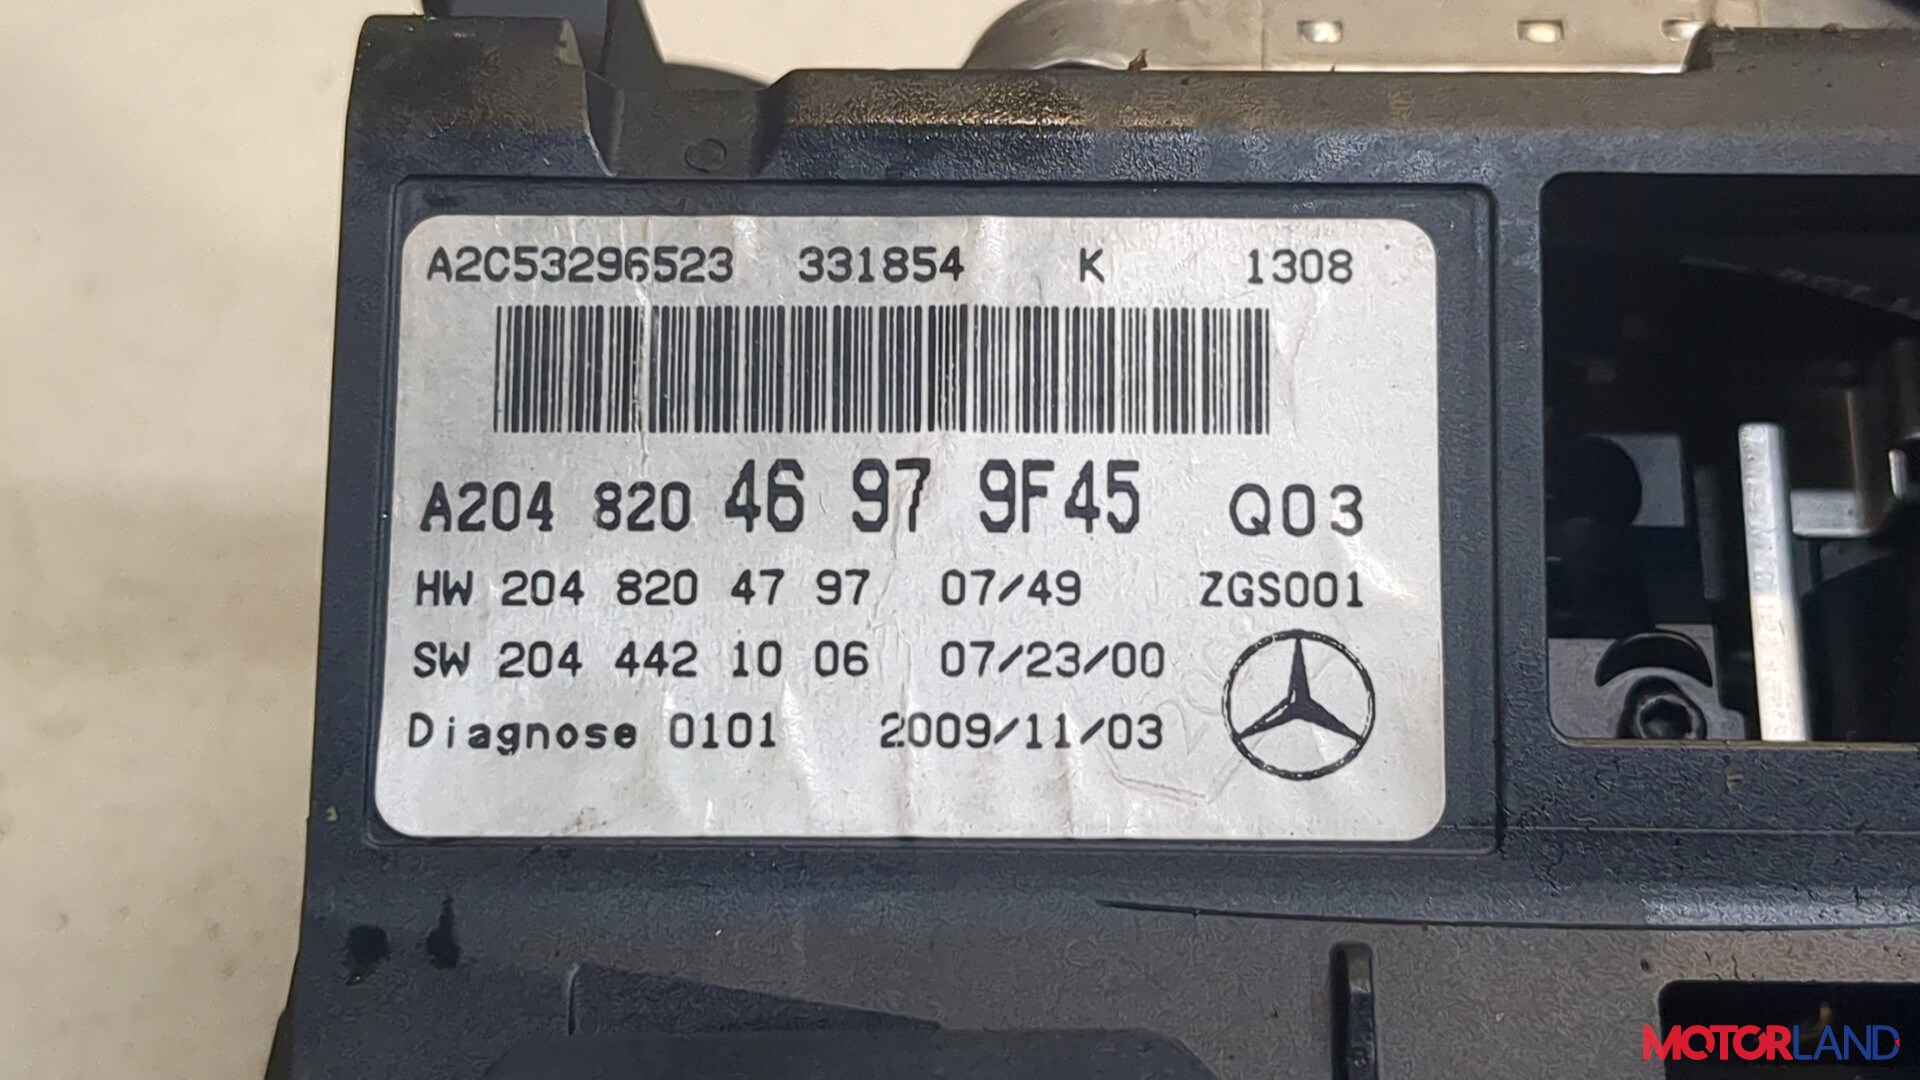 A2C53296523 331854 K 1308
A204 820 46 97 9F45 Q03
HW 204 820 47 97 07/49 ZGS001
SW 204 442 10 06 07/23/00
Diagnose 0101 2009/11/03
MOTORLAND